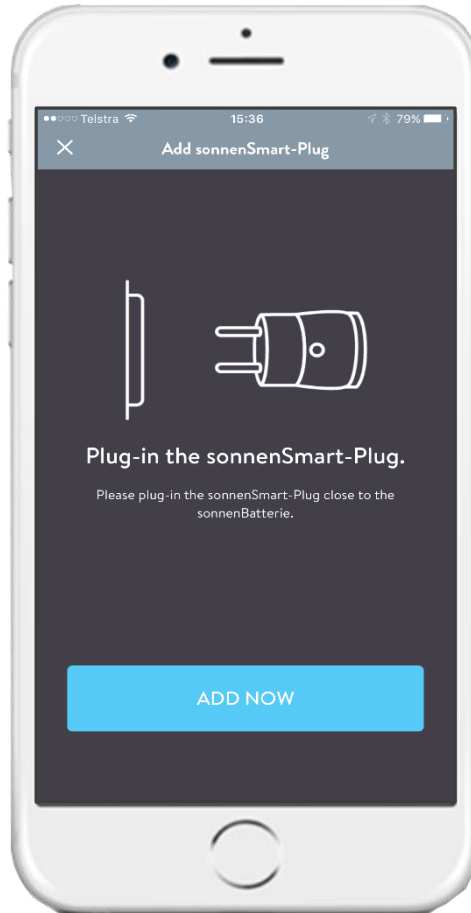 Telstra 15:36 79%
Add sonnenSmart-Plug
Plug-in the sonnenSmart-Plug.
Please plug-in the sonnenSmart-Plug close to the
sonnenBatterie.
ADD NOW